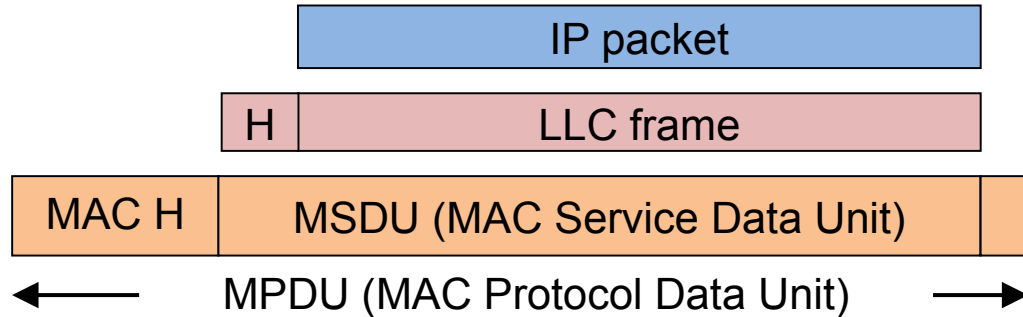 IP packet
H LLC frame
MAC H MSDU (MAC Service Data Unit)
MPDU (MAC Protocol Data Unit)